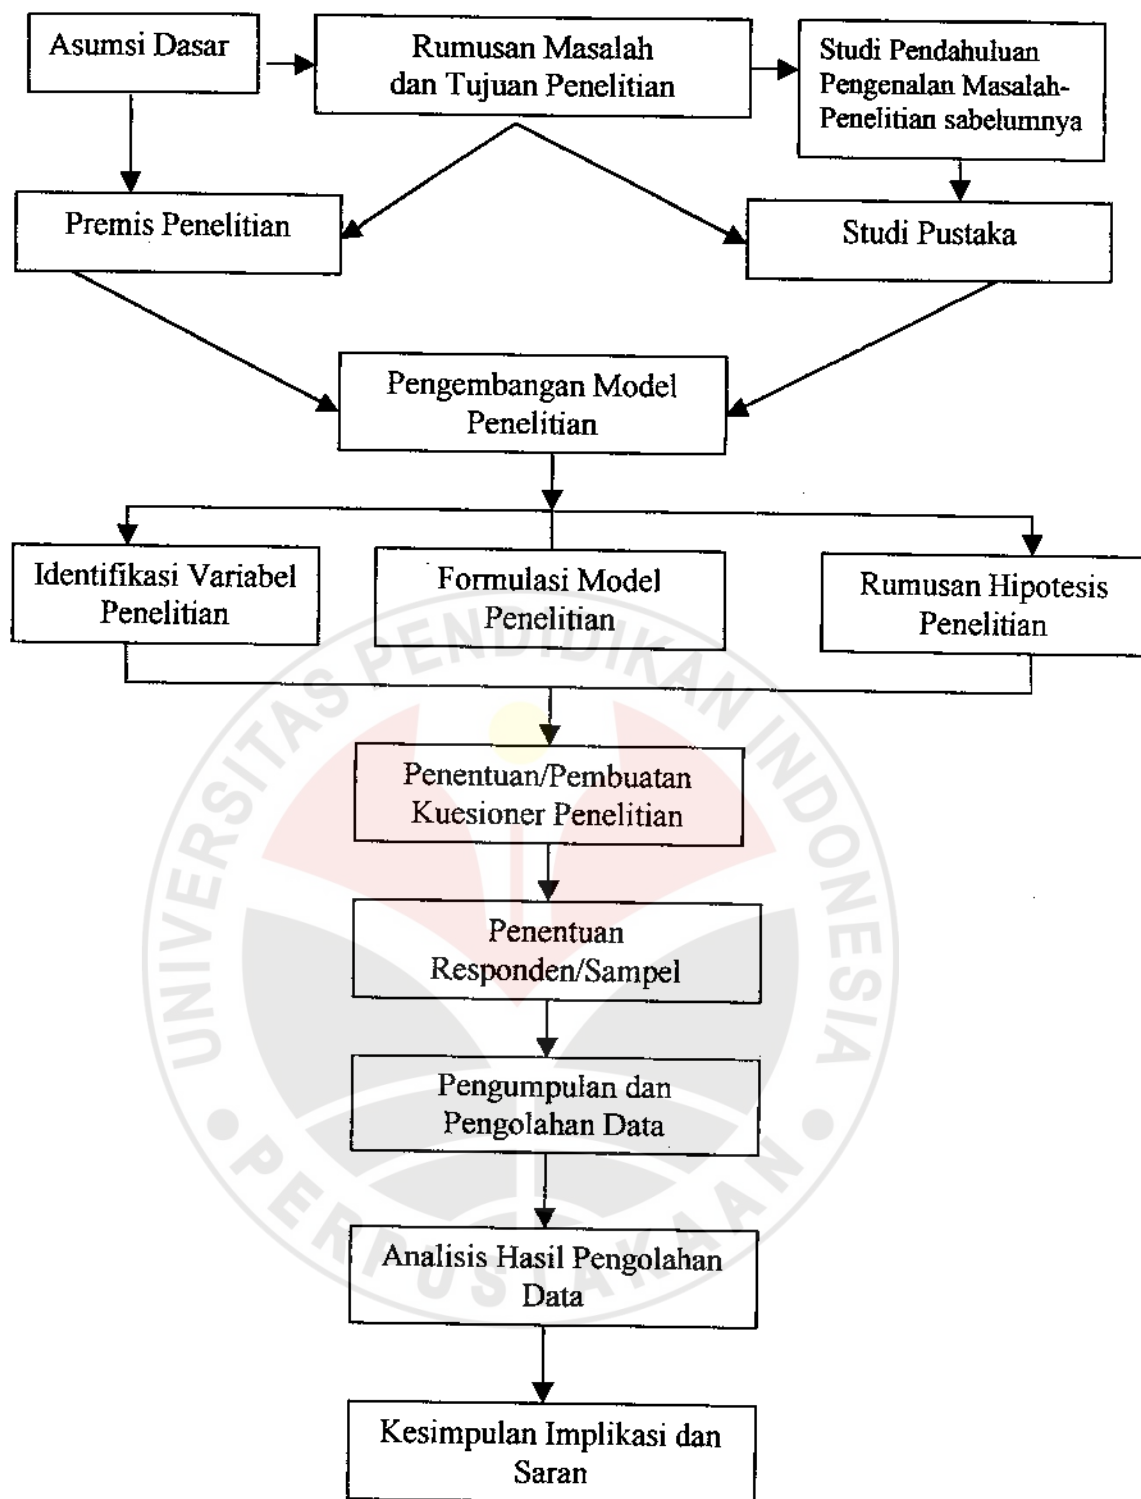 Asumsi Dasar
Rumusan Masalah
dan Tujuan Penelitian
Studi Pendahuluan
Pengenalan Masalah-
Penelitian sabelumnya
Premis Penelitian
Studi Pustaka
Pengembangan Model
Penelitian
Identifikasi Variabel
Penelitian
Formulasi Model
Penelitian
Rumusan Hipotesis
Penelitian
Penentuan/Pembuatan
Kuesioner Penelitian
Penentuan
Responden/Sampel
Pengumpulan dan
Pengolahan Data
Analisis Hasil Pengolahan
Data
Kesimpulan Implikasi dan
Saran
UNIVERSITAS PENDIDIKAN INDONESIA
PERPUSTAKAAN